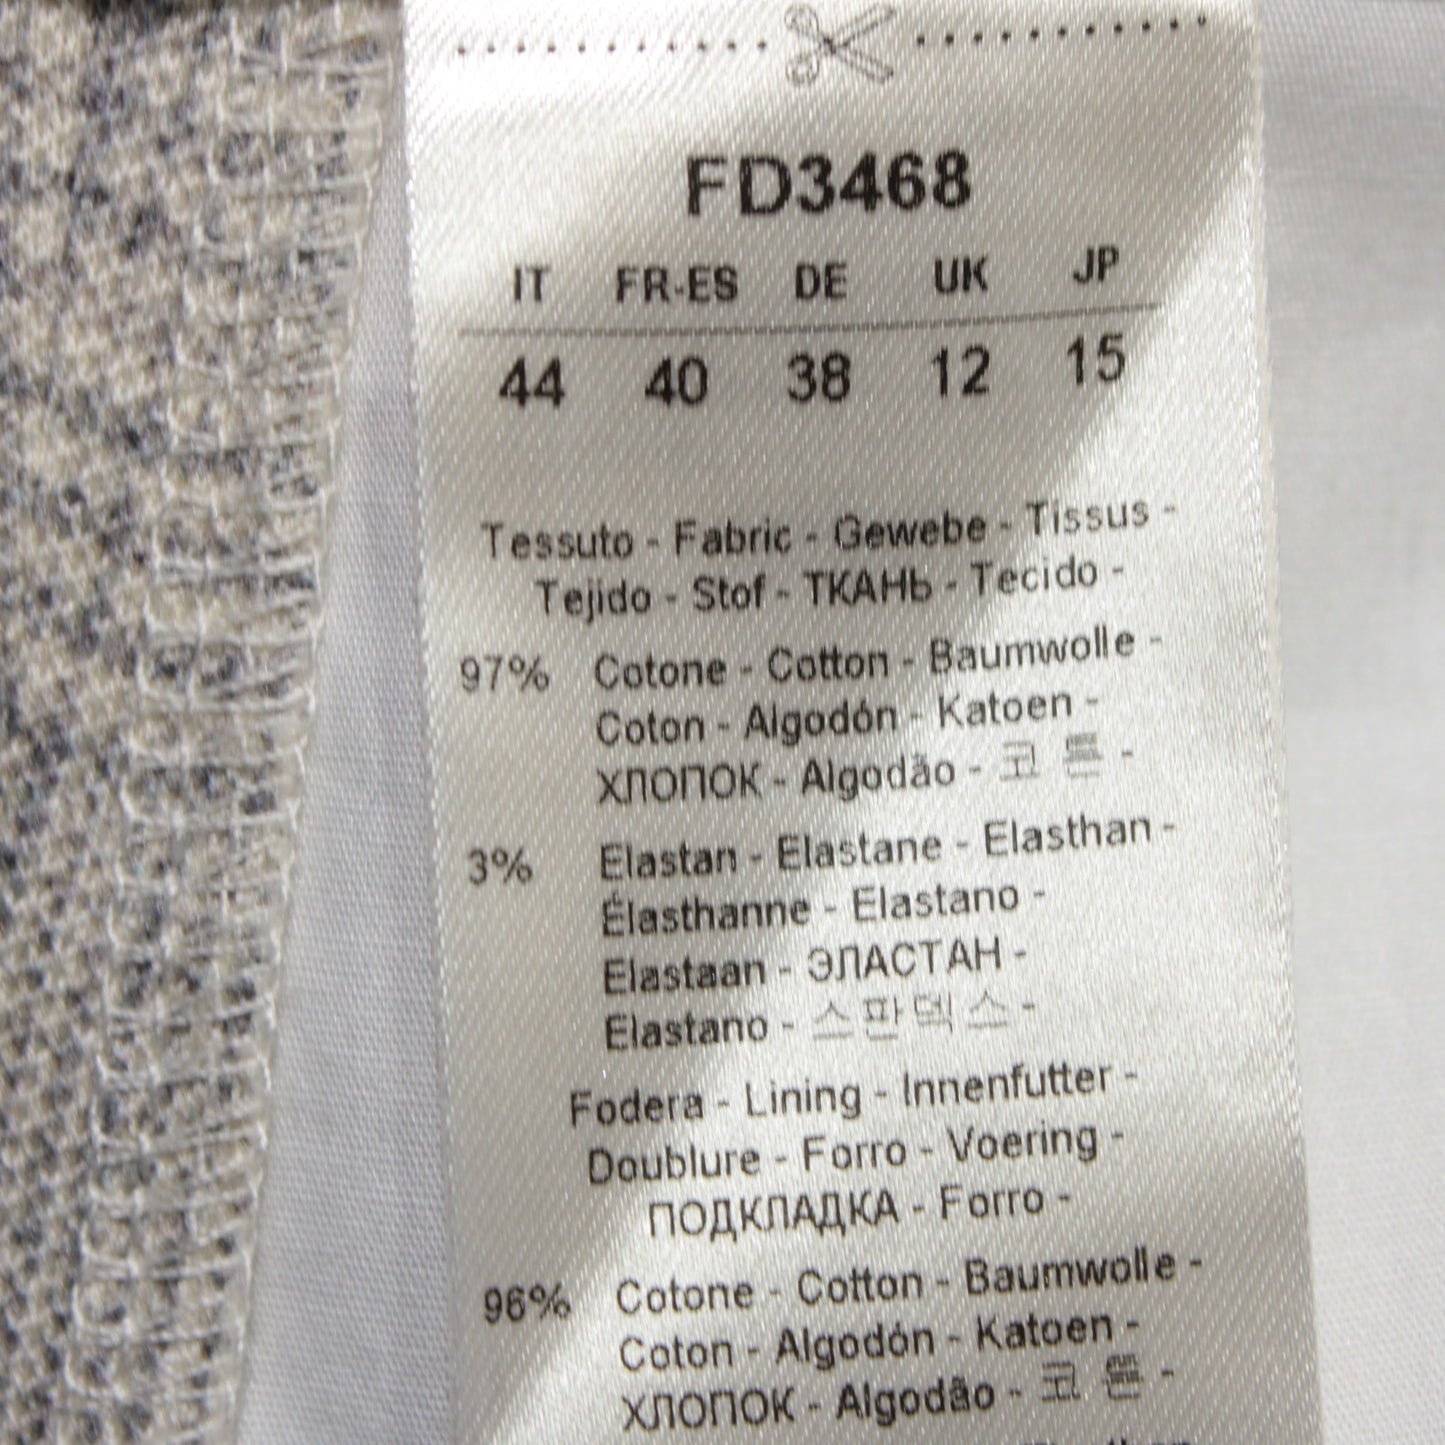 FD3468
IT FR-ES DE UK JP
44 40 38 12 15
Tessuto - Fabric - Gewebe - Tissus -
Tejido - Stof - ТКАНЬ - Tecido -
97% Cotone - Cotton - Baumwolle -
Coton - Algodón - Katoen -
ХЛОПОК - Algodão - 코 튼 -
3% Elastan - Elastane - Elasthan -
Élasthanne - Elastano -
Elastaan - ЭЛАСТАН -
Elastano - 스판덱스 -
Fodera - Lining - Innenfutter -
Doublure - Forro - Voering -
ПОДКЛАДКА - Forro -
96% Cotone - Cotton - Baumwolle -
Coton - Algodón - Katoen -
ХЛОПОК - Algodão - 코 튼 -